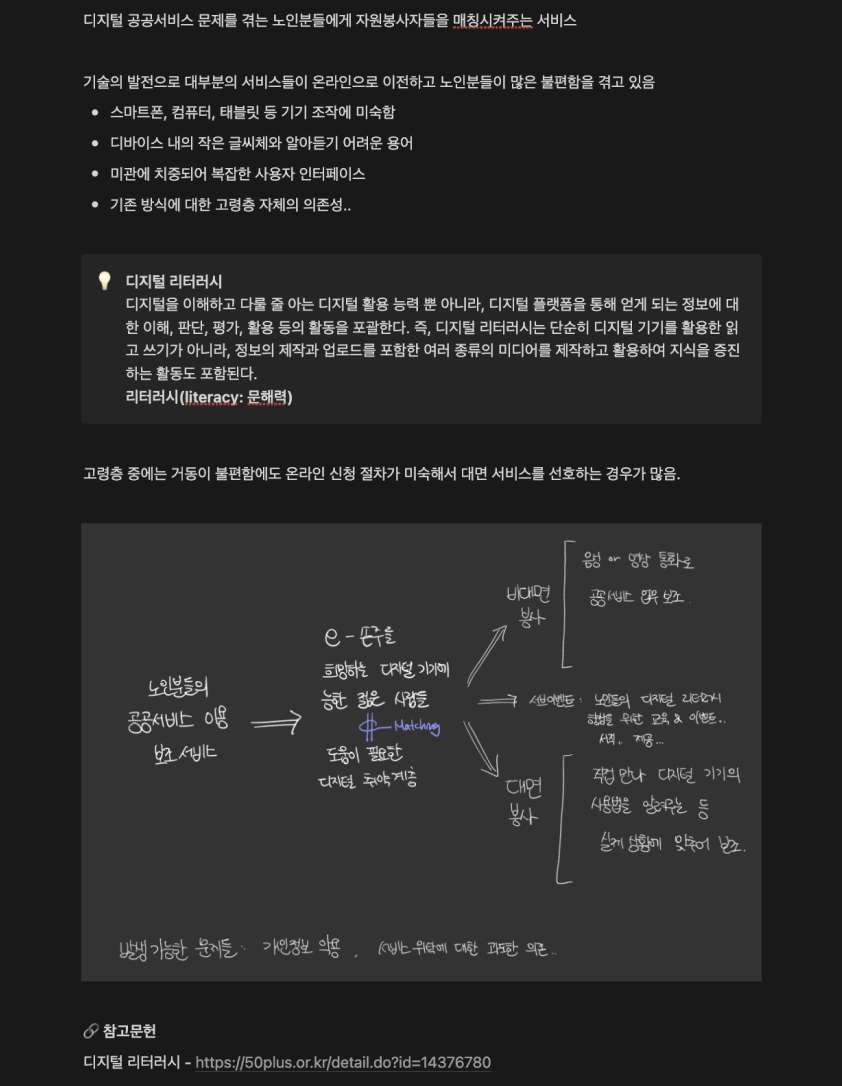 디지털 공공서비스 문제를 겪는 노인분들에게 자원봉사자들을 매칭시켜주는 서비스
기술의 발전으로 대부분의 서비스들이 온라인으로 이전하고 노인분들이 많은 불편함을 겪고 있음
• 스마트폰, 컴퓨터, 태블릿 등 기기 조작에 미숙함
• 디바이스 내의 작은 글씨체와 알아듣기 어려운 용어
• 미관에 치중되어 복잡한 사용자 인터페이스
• 기존 방식에 대한 고령층 자체의 의존성..
💡 디지털 리터러시
디지털을 이해하고 다룰 줄 아는 디지털 활용 능력 뿐 아니라, 디지털 플랫폼을 통해 얻게 되는 정보에 대
한 이해, 판단, 평가, 활용 등의 활동을 포괄한다. 즉, 디지털 리터러시는 단순히 디지털 기기를 활용한 읽
고 쓰기가 아니라, 정보의 제작과 업로드를 포함한 여러 종류의 미디어를 제작하고 활용하여 지식을 증진
하는 활동도 포함된다.
리터러시(literacy: 문해력)
고령층 중에는 거동이 불편함에도 온라인 신청 절차가 미숙해서 대면 서비스를 선호하는 경우가 많음.
노인분들의
공공서비스 이용
보조 서비스
희망하는 디지털 기기에
능한 젊은 사람들
Matching
도움이 필요한
디지털 취약계층
비대면
봉사
음성 or 영상 통화로
공공서비스 업무 보조.
서브이벤트 : 노인들의 디지털 리터러시
향상을 위한 교육 & 이벤트..
서적.. 제공...
대면
봉사
직접 만나 디지털 기기의
사용법을 알려주는 등
실제 상황에 맞추어 보조.
발생 가능한 문제들 : 개인정보 악용, 서비스 위탁에 대한 과도한 의존..
🔗 참고문헌
디지털 리터러시 - https://50plus.or.kr/detail.do?id=14376780